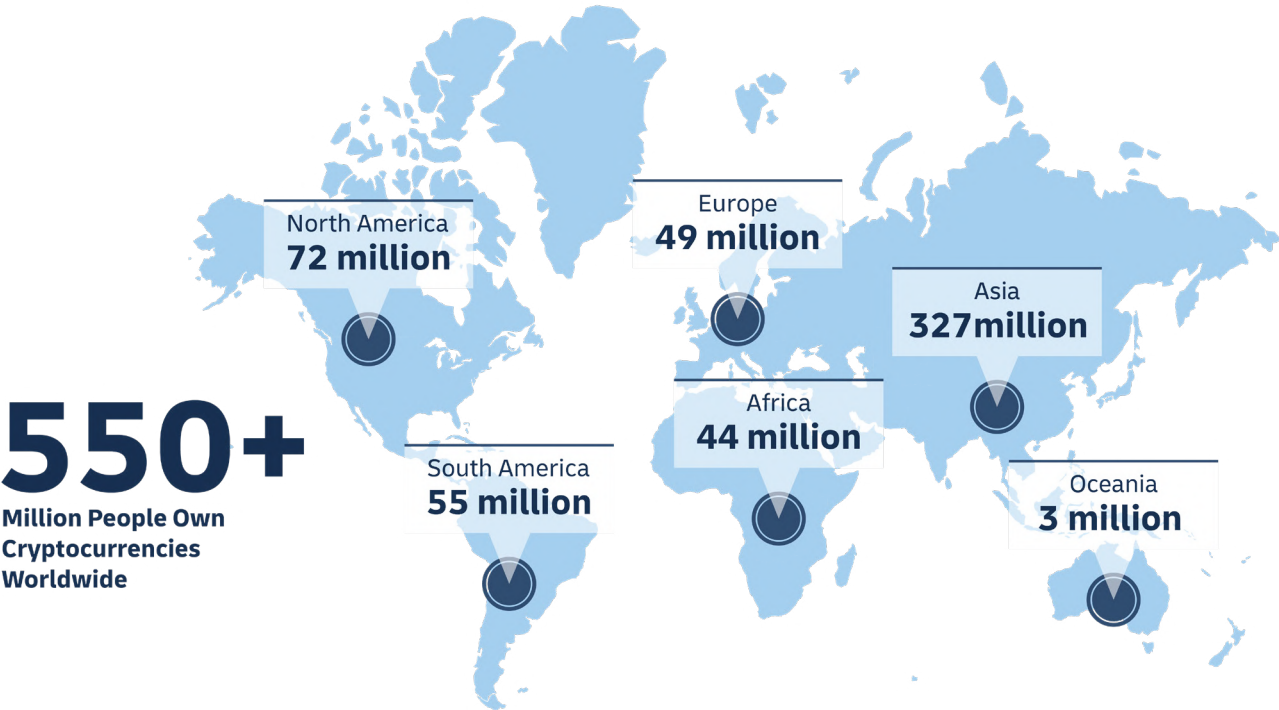 North America
72 million
Europe
49 million
Asia
327million
Africa
44 million
South America
55 million
Oceania
3 million
550+
Million People Own
Cryptocurrencies
Worldwide